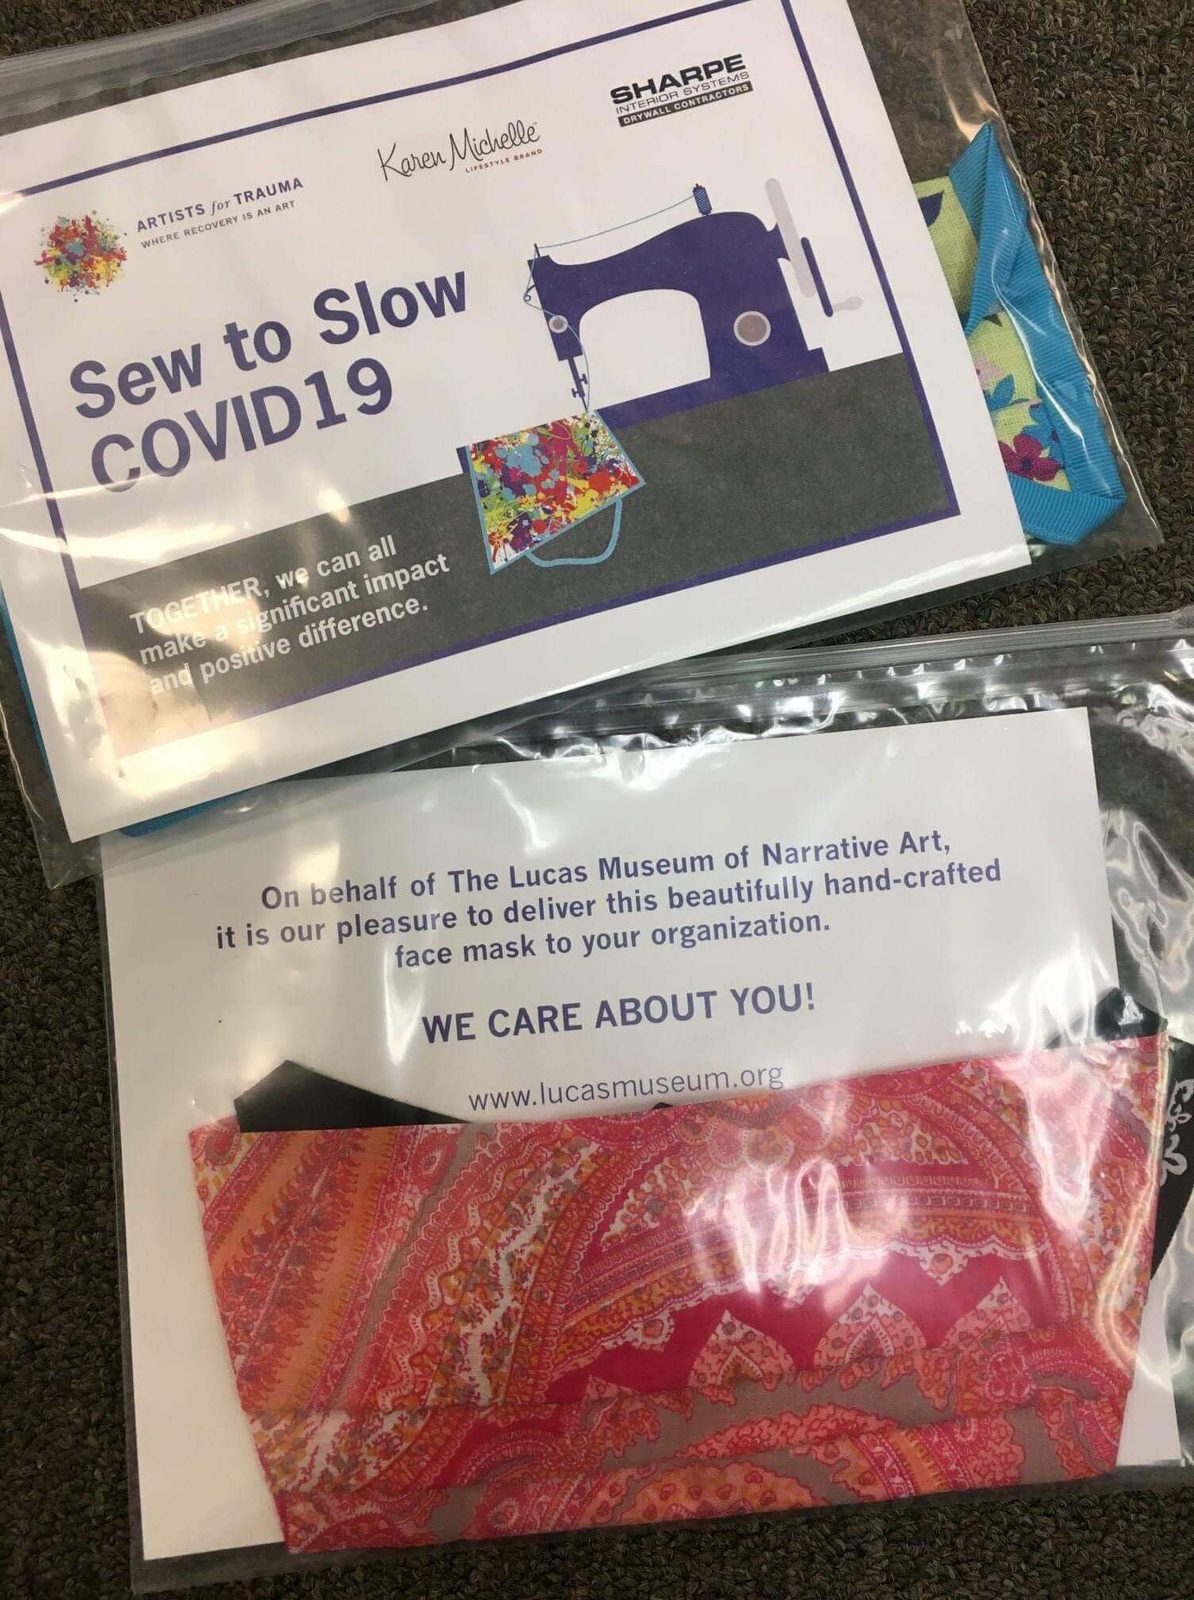 SHARPE
INTERIOR SYSTEMS
DRYWALL CONTRACTORS
Karen Michelle™
LIFESTYLE BRAND
ARTISTS for TRAUMA
WHERE RECOVERY IS AN ART
Sew to Slow
COVID19
TOGETHER, we can all
make a significant impact
and positive difference.
On behalf of The Lucas Museum of Narrative Art,
it is our pleasure to deliver this beautifully hand-crafted
face mask to your organization.
WE CARE ABOUT YOU!
www.lucasmuseum.org